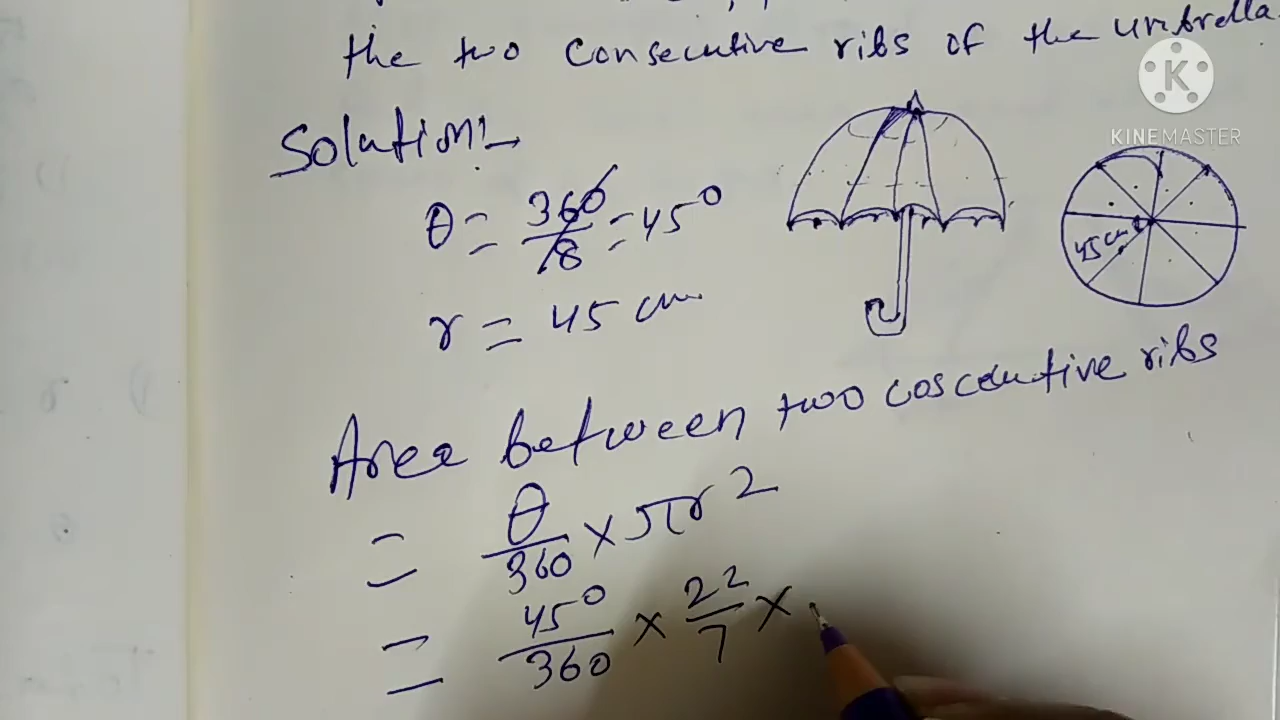 the two consecutive ribs of the umbrella.
K
KINEMASTER
Solution:-
θ = 360/8 = 45°
r = 45 cm
45 cm
Area between two coscecutive ribs
= θ/360 × πr²
= 45°/360 × 22/7 ×